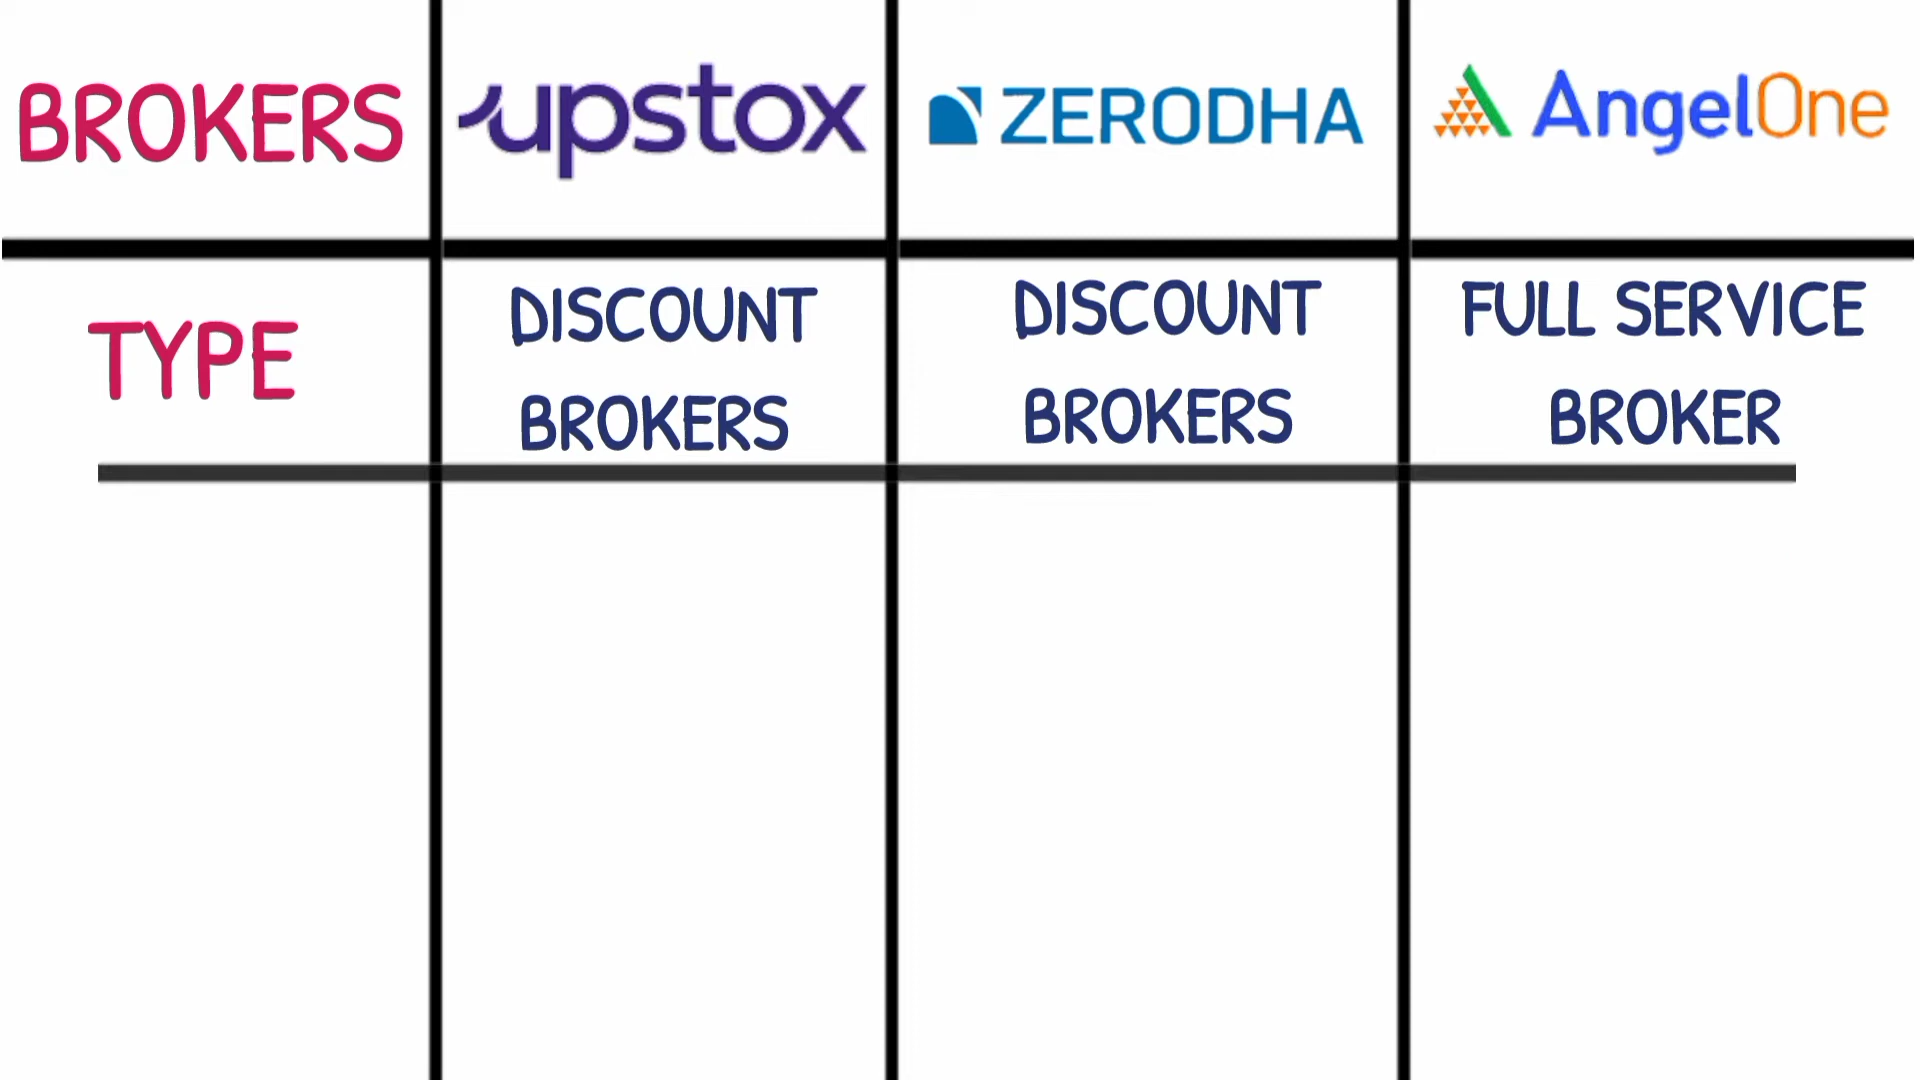 BROKERS upstox ZERODHA AngelOne
TYPE
DISCOUNT
BROKERS
DISCOUNT
BROKERS
FULL SERVICE
BROKER